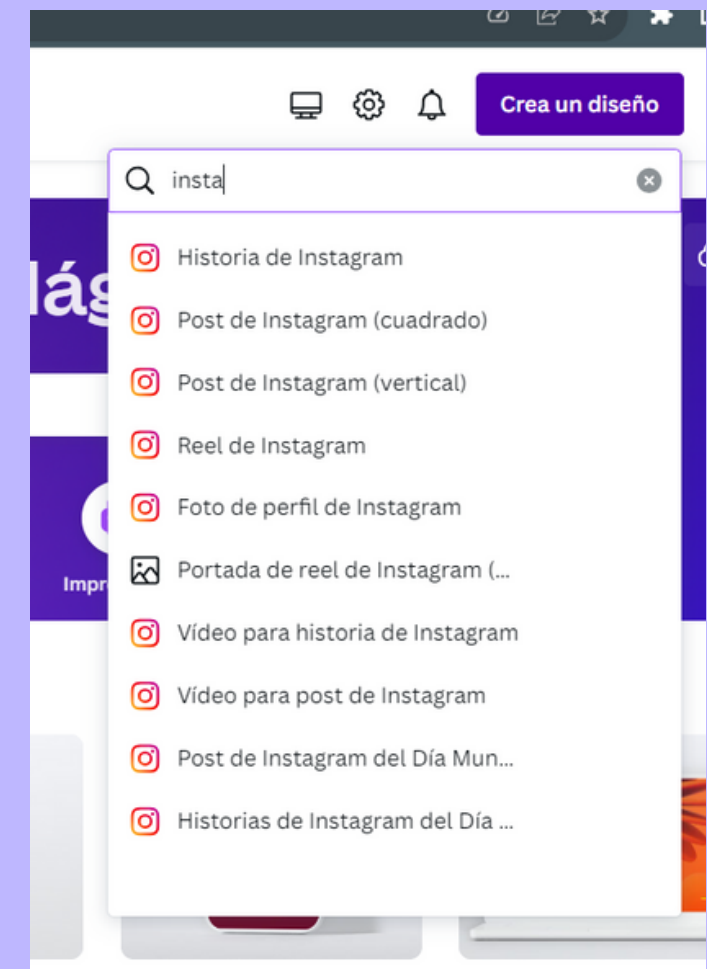 Crea un diseño
insta
Historia de Instagram
Post de Instagram (cuadrado)
Post de Instagram (vertical)
Reel de Instagram
Foto de perfil de Instagram
Portada de reel de Instagram (...
Vídeo para historia de Instagram
Vídeo para post de Instagram
Post de Instagram del Día Mun...
Historias de Instagram del Día ...